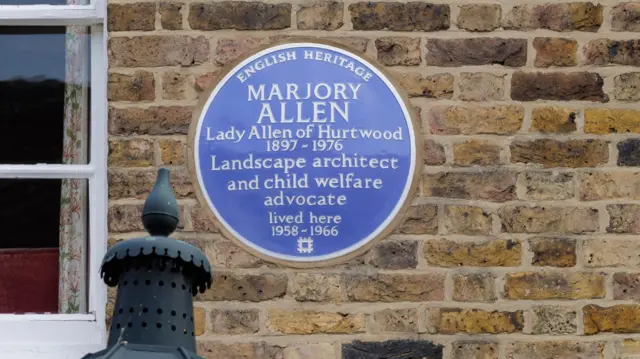 ENGLISH HERITAGE
MARJORY
ALLEN
Lady Allen of Hurtwood
1897 - 1976
Landscape architect
and child welfare
advocate
lived here
1958 - 1966